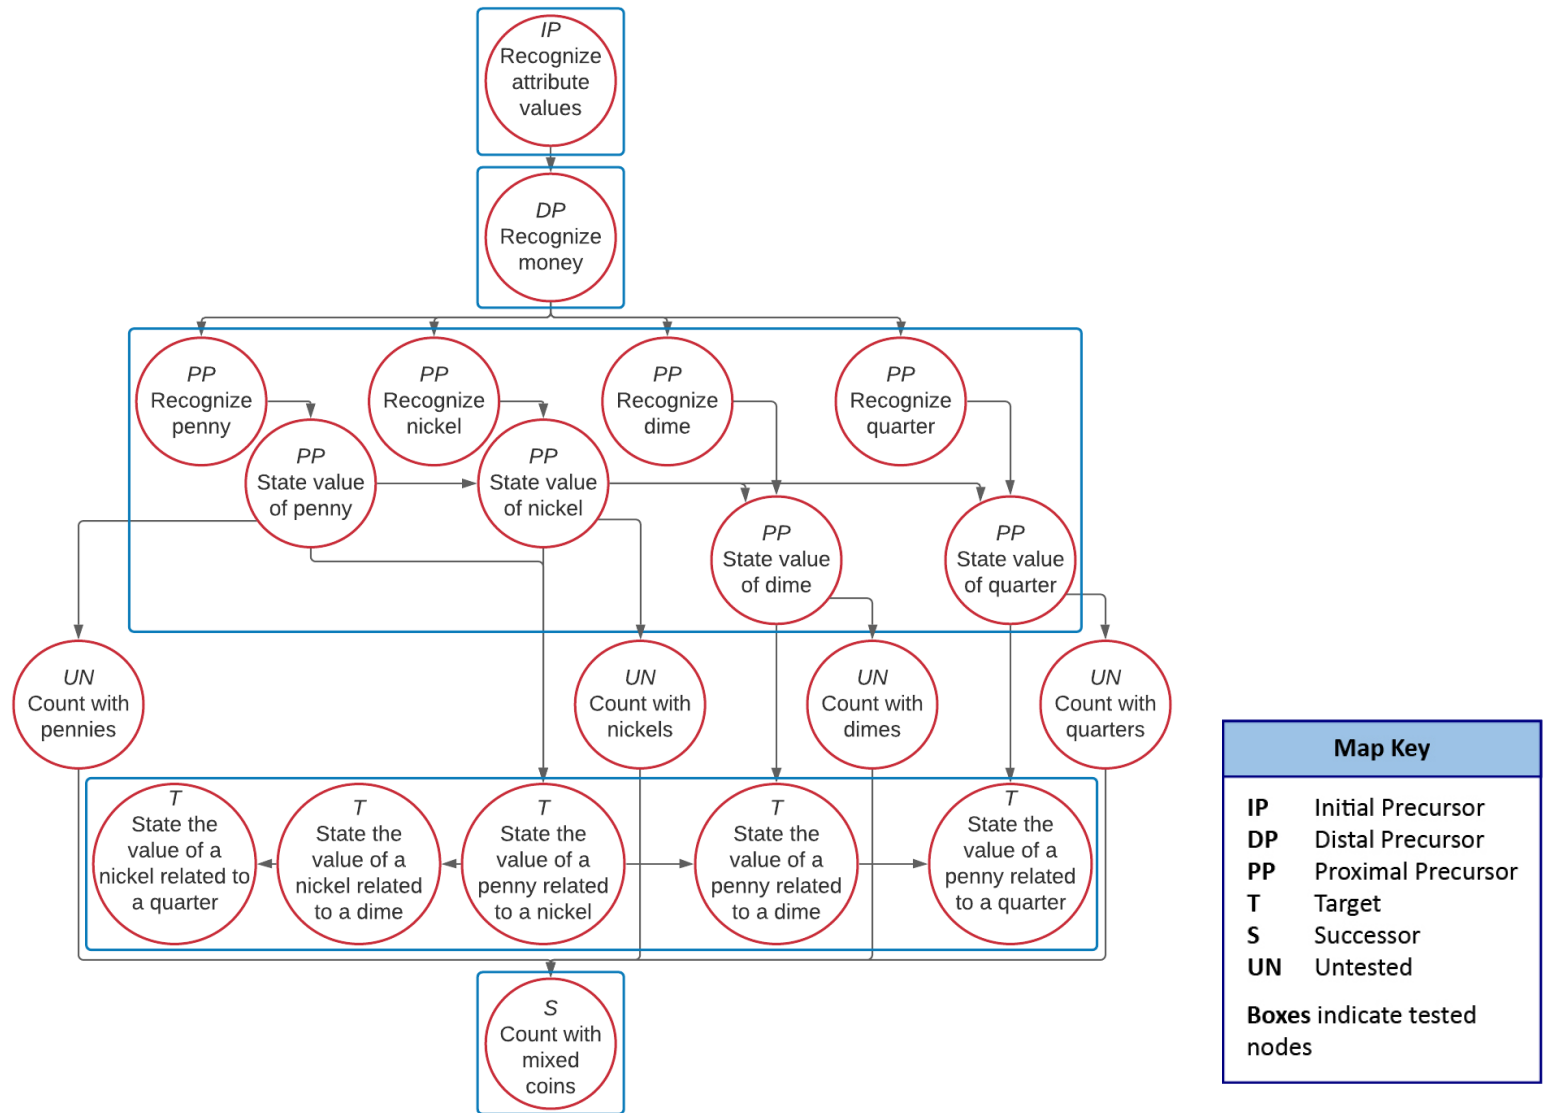 IP
Recognize
attribute
values
DP
Recognize
money
PP
Recognize
penny
PP
Recognize
nickel
PP
Recognize
dime
PP
Recognize
quarter
PP
State value
of penny
PP
State value
of nickel
PP
State value
of dime
PP
State value
of quarter
UN
Count with
pennies
UN
Count with
nickels
UN
Count with
dimes
UN
Count with
quarters
T
State the
value of a
nickel related to
a quarter
T
State the
value of a
nickel related
to a dime
T
State the
value of a
penny related
to a nickel
T
State the
value of a
penny related
to a dime
T
State the
value of a
penny related
to a quarter
S
Count with
mixed
coins
Map Key
IP Initial Precursor
DP Distal Precursor
PP Proximal Precursor
T Target
S Successor
UN Untested
Boxes indicate tested
nodes